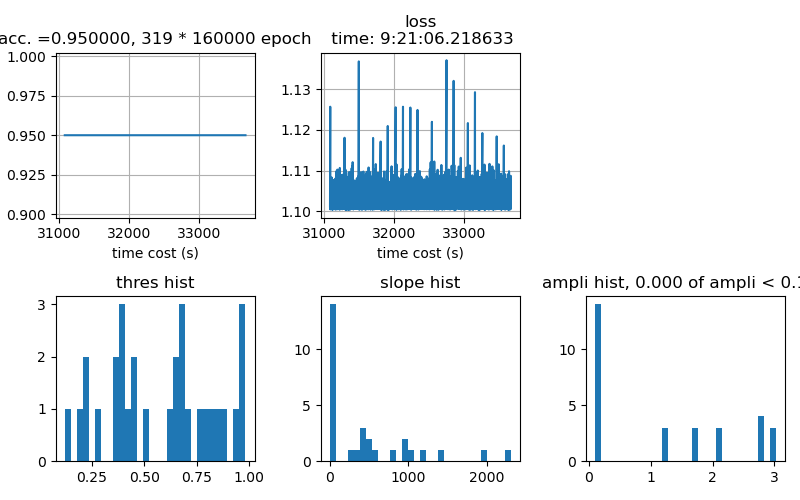 acc. =0.950000, 319 * 160000 epoch
loss
time: 9:21:06.218633
1.000
0.975
0.950
0.925
0.900
31000 32000 33000
time cost (s)
1.13
1.12
1.11
1.10
31000 32000 33000
time cost (s)
thres hist
3
2
1
0
0.25 0.50 0.75 1.00
slope hist
10
5
0
0 1000 2000
ampli hist, 0.000 of ampli < 0.1
10
5
0
0 1 2 3